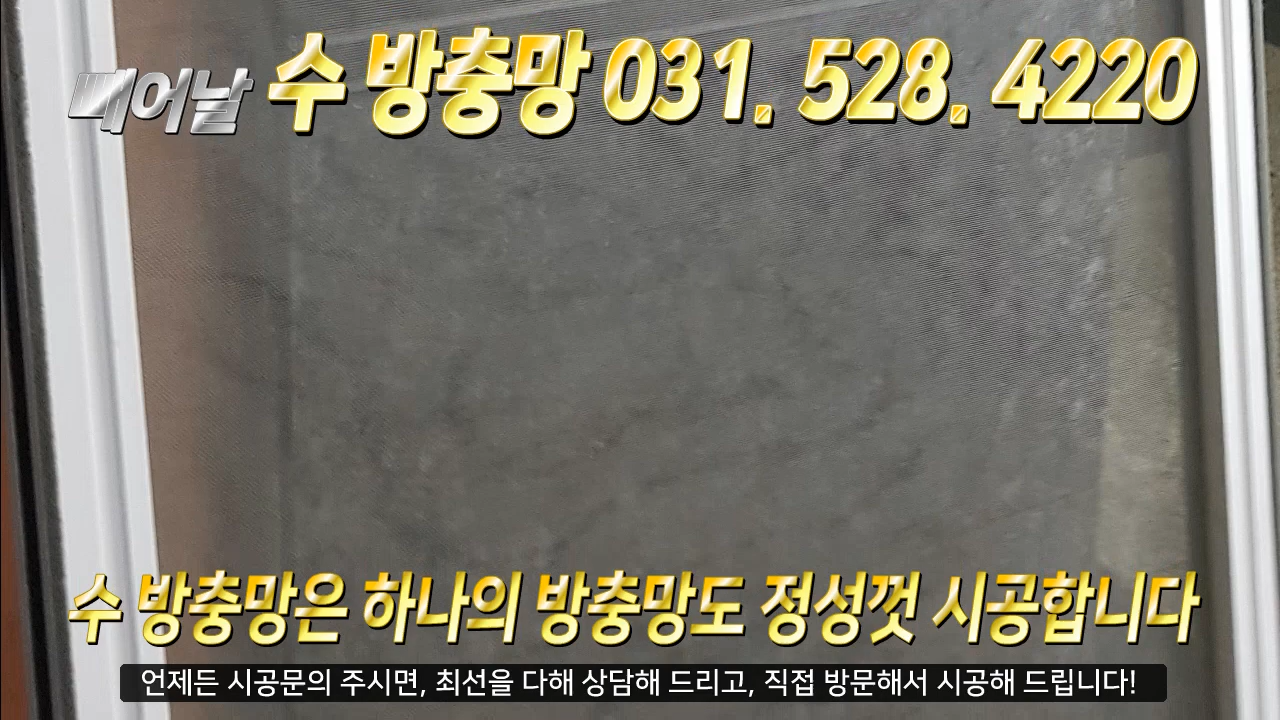 빼어날 수 방충망 031. 528. 4220
수 방충망은 하나의 방충망도 정성껏 시공합니다
언제든 시공문의 주시면, 최선을 다해 상담해 드리고, 직접 방문해서 시공해 드립니다!